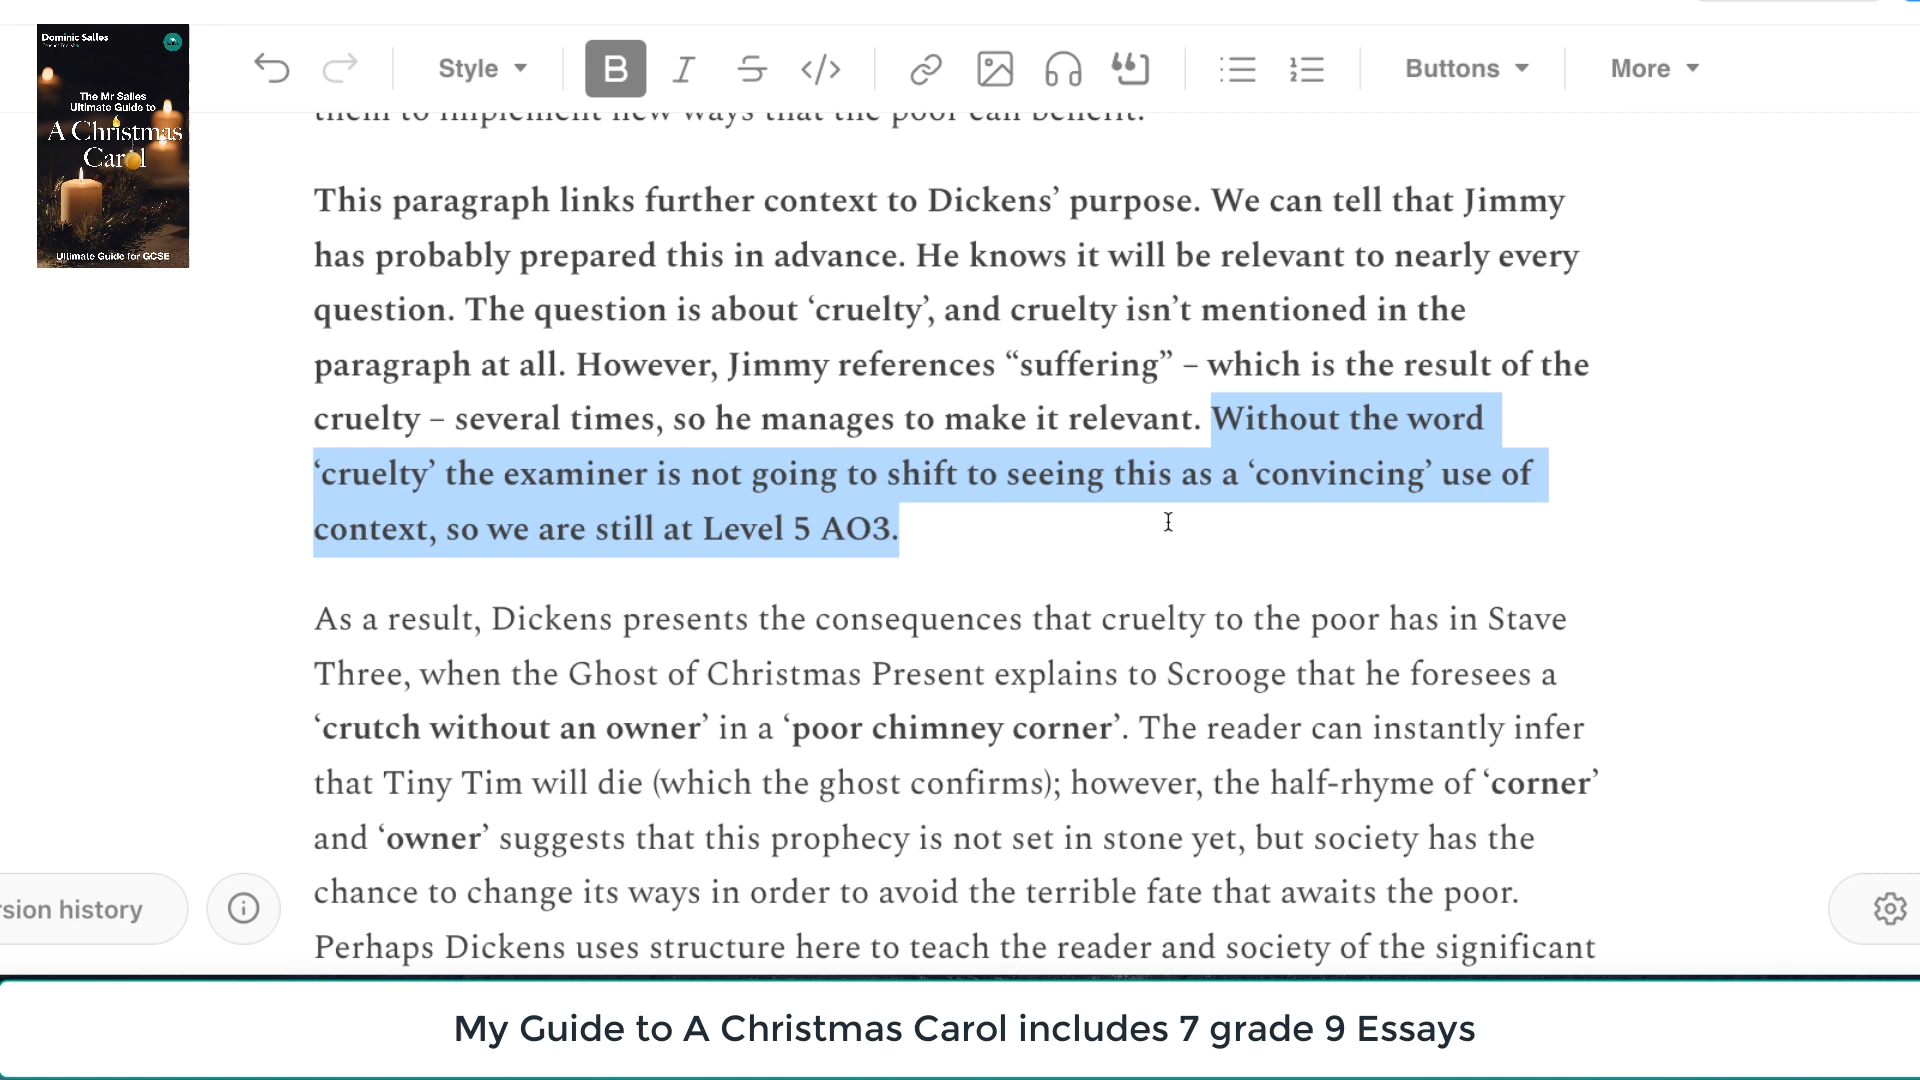 Dominic Salles
The Mr Salles
Ultimate Guide to
A Christmas
Carol
Ultimate Guide for GCSE
Style
B
I
S
</>
Buttons
More
them to implement new ways that the poor can benefit.
This paragraph links further context to Dickens’ purpose. We can tell that Jimmy
has probably prepared this in advance. He knows it will be relevant to nearly every
question. The question is about ‘cruelty’, and cruelty isn’t mentioned in the
paragraph at all. However, Jimmy references “suffering” – which is the result of the
cruelty – several times, so he manages to make it relevant. Without the word
‘cruelty’ the examiner is not going to shift to seeing this as a ‘convincing’ use of
context, so we are still at Level 5 AO3.
As a result, Dickens presents the consequences that cruelty to the poor has in Stave
Three, when the Ghost of Christmas Present explains to Scrooge that he foresees a
‘crutch without an owner’ in a ‘poor chimney corner’. The reader can instantly infer
that Tiny Tim will die (which the ghost confirms); however, the half-rhyme of ‘corner’
and ‘owner’ suggests that this prophecy is not set in stone yet, but society has the
chance to change its ways in order to avoid the terrible fate that awaits the poor.
Perhaps Dickens uses structure here to teach the reader and society of the significant
rsion history
My Guide to A Christmas Carol includes 7 grade 9 Essays